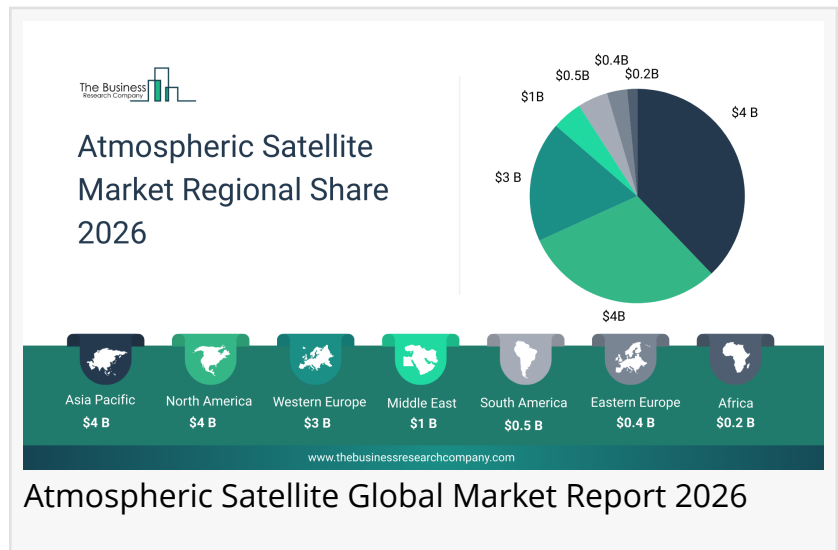 The Business
Research Company
Atmospheric Satellite
Market Regional Share
2026
$0.4B
$0.5B
$0.2B
$1B
$4 B
$3 B
$4B
Asia Pacific
$4 B
North America
$4 B
Western Europe
$3 B
Middle East
$1 B
South America
$0.5 B
Eastern Europe
$0.4 B
Africa
$0.2 B
www.thebusinessresearchcompany.com
Atmospheric Satellite Global Market Report 2026